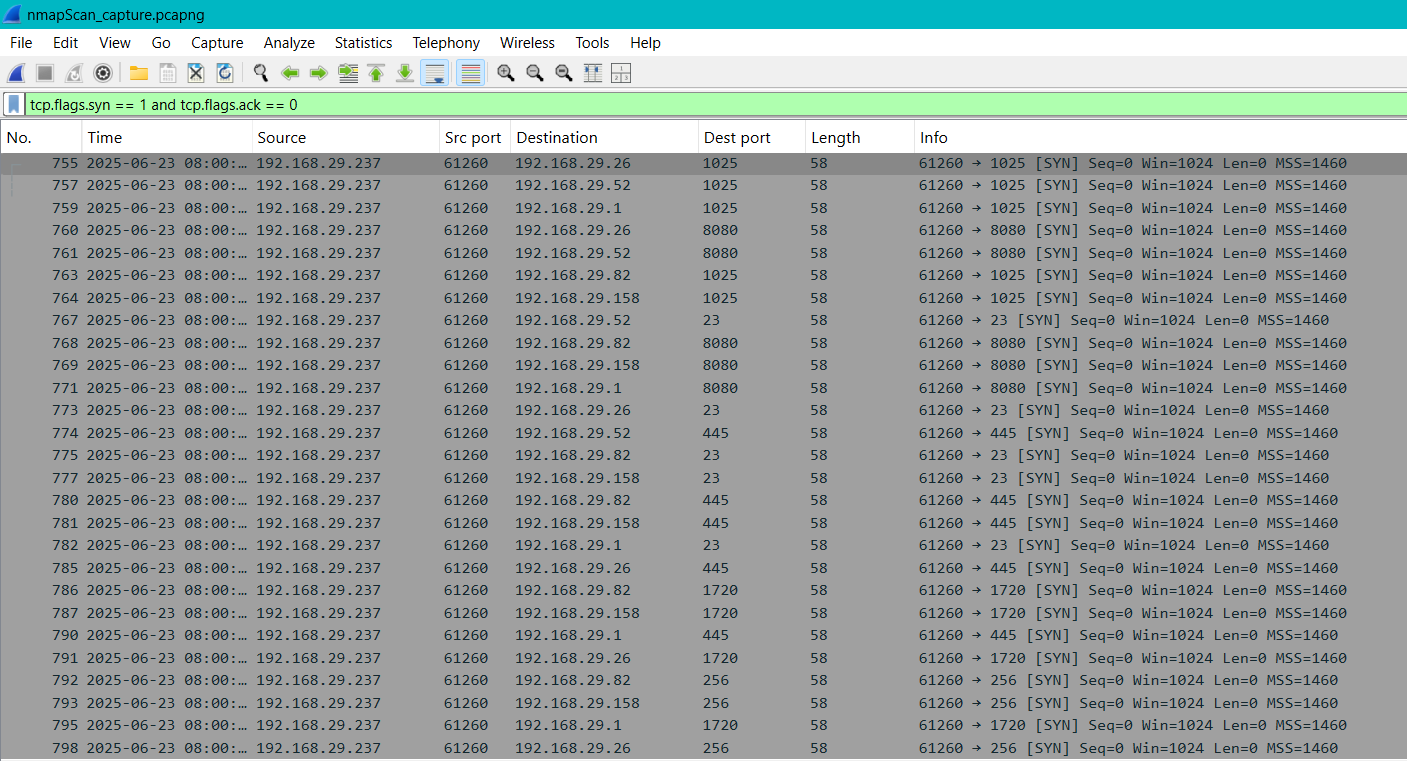 nmapScan_capture.pcapng
File Edit View Go Capture Analyze Statistics Telephony Wireless Tools Help
tcp.flags.syn == 1 and tcp.flags.ack == 0
No. Time Source Src port Destination Dest port Length Info
755 2025-06-23 08:00:… 192.168.29.237 61260 192.168.29.26 1025 58 61260 → 1025 [SYN] Seq=0 Win=1024 Len=0 MSS=1460
757 2025-06-23 08:00:… 192.168.29.237 61260 192.168.29.52 1025 58 61260 → 1025 [SYN] Seq=0 Win=1024 Len=0 MSS=1460
759 2025-06-23 08:00:… 192.168.29.237 61260 192.168.29.1 1025 58 61260 → 1025 [SYN] Seq=0 Win=1024 Len=0 MSS=1460
760 2025-06-23 08:00:… 192.168.29.237 61260 192.168.29.26 8080 58 61260 → 8080 [SYN] Seq=0 Win=1024 Len=0 MSS=1460
761 2025-06-23 08:00:… 192.168.29.237 61260 192.168.29.52 8080 58 61260 → 8080 [SYN] Seq=0 Win=1024 Len=0 MSS=1460
763 2025-06-23 08:00:… 192.168.29.237 61260 192.168.29.82 1025 58 61260 → 1025 [SYN] Seq=0 Win=1024 Len=0 MSS=1460
764 2025-06-23 08:00:… 192.168.29.237 61260 192.168.29.158 1025 58 61260 → 1025 [SYN] Seq=0 Win=1024 Len=0 MSS=1460
767 2025-06-23 08:00:… 192.168.29.237 61260 192.168.29.52 23 58 61260 → 23 [SYN] Seq=0 Win=1024 Len=0 MSS=1460
768 2025-06-23 08:00:… 192.168.29.237 61260 192.168.29.82 8080 58 61260 → 8080 [SYN] Seq=0 Win=1024 Len=0 MSS=1460
769 2025-06-23 08:00:… 192.168.29.237 61260 192.168.29.158 8080 58 61260 → 8080 [SYN] Seq=0 Win=1024 Len=0 MSS=1460
771 2025-06-23 08:00:… 192.168.29.237 61260 192.168.29.1 8080 58 61260 → 8080 [SYN] Seq=0 Win=1024 Len=0 MSS=1460
773 2025-06-23 08:00:… 192.168.29.237 61260 192.168.29.26 23 58 61260 → 23 [SYN] Seq=0 Win=1024 Len=0 MSS=1460
774 2025-06-23 08:00:… 192.168.29.237 61260 192.168.29.52 445 58 61260 → 445 [SYN] Seq=0 Win=1024 Len=0 MSS=1460
775 2025-06-23 08:00:… 192.168.29.237 61260 192.168.29.82 23 58 61260 → 23 [SYN] Seq=0 Win=1024 Len=0 MSS=1460
777 2025-06-23 08:00:… 192.168.29.237 61260 192.168.29.158 23 58 61260 → 23 [SYN] Seq=0 Win=1024 Len=0 MSS=1460
780 2025-06-23 08:00:… 192.168.29.237 61260 192.168.29.82 445 58 61260 → 445 [SYN] Seq=0 Win=1024 Len=0 MSS=1460
781 2025-06-23 08:00:… 192.168.29.237 61260 192.168.29.158 445 58 61260 → 445 [SYN] Seq=0 Win=1024 Len=0 MSS=1460
782 2025-06-23 08:00:… 192.168.29.237 61260 192.168.29.1 23 58 61260 → 23 [SYN] Seq=0 Win=1024 Len=0 MSS=1460
785 2025-06-23 08:00:… 192.168.29.237 61260 192.168.29.26 445 58 61260 → 445 [SYN] Seq=0 Win=1024 Len=0 MSS=1460
786 2025-06-23 08:00:… 192.168.29.237 61260 192.168.29.82 1720 58 61260 → 1720 [SYN] Seq=0 Win=1024 Len=0 MSS=1460
787 2025-06-23 08:00:… 192.168.29.237 61260 192.168.29.158 1720 58 61260 → 1720 [SYN] Seq=0 Win=1024 Len=0 MSS=1460
790 2025-06-23 08:00:… 192.168.29.237 61260 192.168.29.1 445 58 61260 → 445 [SYN] Seq=0 Win=1024 Len=0 MSS=1460
791 2025-06-23 08:00:… 192.168.29.237 61260 192.168.29.26 1720 58 61260 → 1720 [SYN] Seq=0 Win=1024 Len=0 MSS=1460
792 2025-06-23 08:00:… 192.168.29.237 61260 192.168.29.82 256 58 61260 → 256 [SYN] Seq=0 Win=1024 Len=0 MSS=1460
793 2025-06-23 08:00:… 192.168.29.237 61260 192.168.29.158 256 58 61260 → 256 [SYN] Seq=0 Win=1024 Len=0 MSS=1460
795 2025-06-23 08:00:… 192.168.29.237 61260 192.168.29.1 1720 58 61260 → 1720 [SYN] Seq=0 Win=1024 Len=0 MSS=1460
798 2025-06-23 08:00:… 192.168.29.237 61260 192.168.29.26 256 58 61260 → 256 [SYN] Seq=0 Win=1024 Len=0 MSS=1460